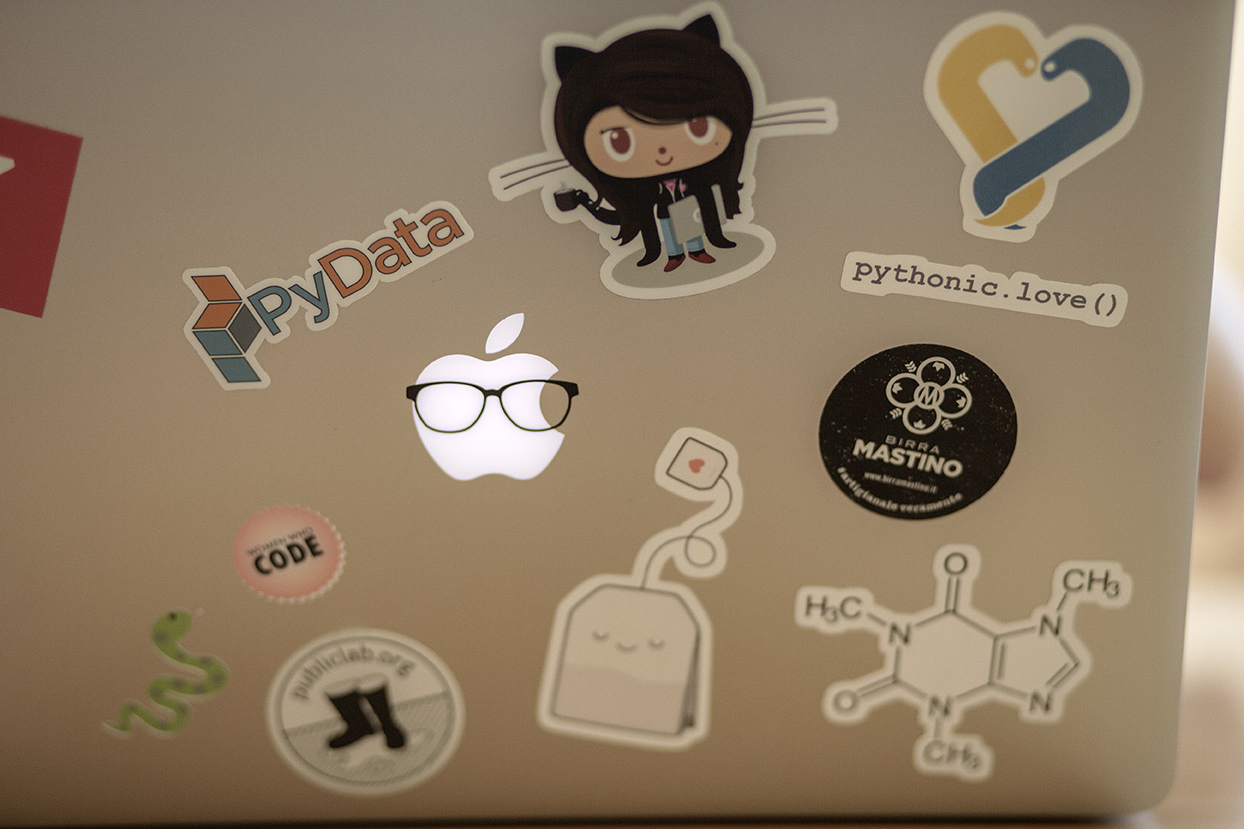 PyData
pythonic.love()
M
BIRRA
MASTINO
www.birramastino.it
#artigianale veramente
WOMEN WHO
CODE
publiclab.org
O
H₃C
CH₃
N
N
O
N
N
CH₃